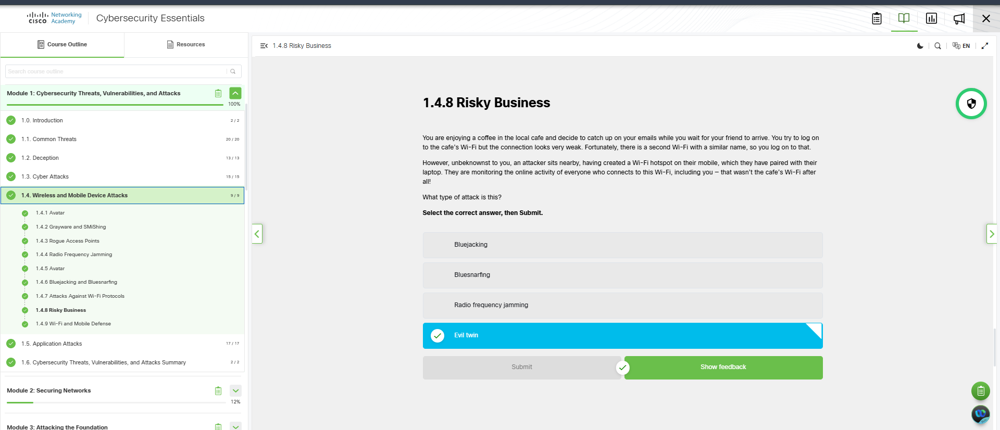 CISCO
Networking
Academy
Cybersecurity Essentials
Course Outline
Resources
Search course outline
Module 1: Cybersecurity Threats, Vulnerabilities, and Attacks
100%
1.0. Introduction
2 / 2
1.1. Common Threats
20 / 20
1.2. Deception
13 / 13
1.3. Cyber Attacks
15 / 15
1.4. Wireless and Mobile Device Attacks
9 / 9
1.4.1 Avatar
1.4.2 Grayware and SMiShing
1.4.3 Rogue Access Points
1.4.4 Radio Frequency Jamming
1.4.5 Avatar
1.4.6 Bluejacking and Bluesnarfing
1.4.7 Attacks Against Wi-Fi Protocols
1.4.8 Risky Business
1.4.9 Wi-Fi and Mobile Defense
1.5. Application Attacks
17 / 17
1.6. Cybersecurity Threats, Vulnerabilities, and Attacks Summary
2 / 2
Module 2: Securing Networks
12%
Module 3: Attacking the Foundation
1.4.8 Risky Business
EN
1.4.8 Risky Business
You are enjoying a coffee in the local cafe and decide to catch up on your emails while you wait for your friend to arrive. You try to log on
to the cafe's Wi-Fi but the connection looks very weak. Fortunately, there is a second Wi-Fi with a similar name, so you log on to that.
However, unbeknownst to you, an attacker sits nearby, having created a Wi-Fi hotspot on their mobile, which they have paired with their
laptop. They are monitoring the online activity of everyone who connects to this Wi-Fi, including you – that wasn't the cafe's Wi-Fi after
all!
What type of attack is this?
Select the correct answer, then Submit.
Bluejacking
Bluesnarfing
Radio frequency jamming
Evil twin
Submit
Show feedback